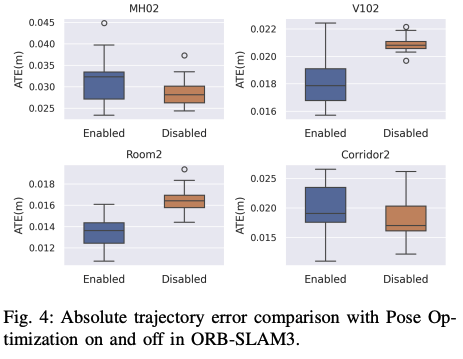 MH02
V102
0.045
0.040
0.035
0.030
0.025
ATE(m)
Enabled
Disabled
0.022
0.020
0.018
0.016
ATE(m)
Enabled
Disabled
Room2
Corridor2
0.018
0.016
0.014
0.012
ATE(m)
Enabled
Disabled
0.025
0.020
0.015
ATE(m)
Enabled
Disabled
Fig. 4: Absolute trajectory error comparison with Pose Op-
timization on and off in ORB-SLAM3.